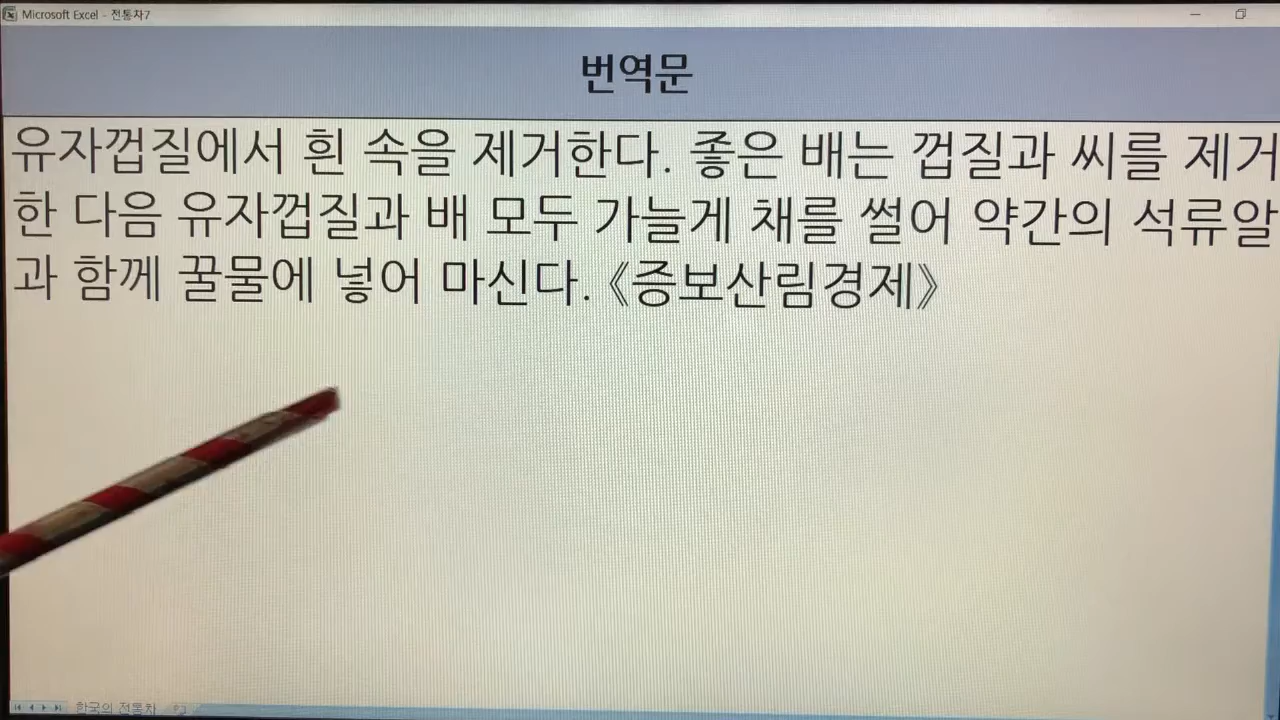 Microsoft Excel - 전통차7
번역문
유자껍질에서 흰 속을 제거한다. 좋은 배는 껍질과 씨를 제거
한 다음 유자껍질과 배 모두 가늘게 채를 썰어 약간의 석류알
과 함께 꿀물에 넣어 마신다.《증보산림경제》
한국의 전통차